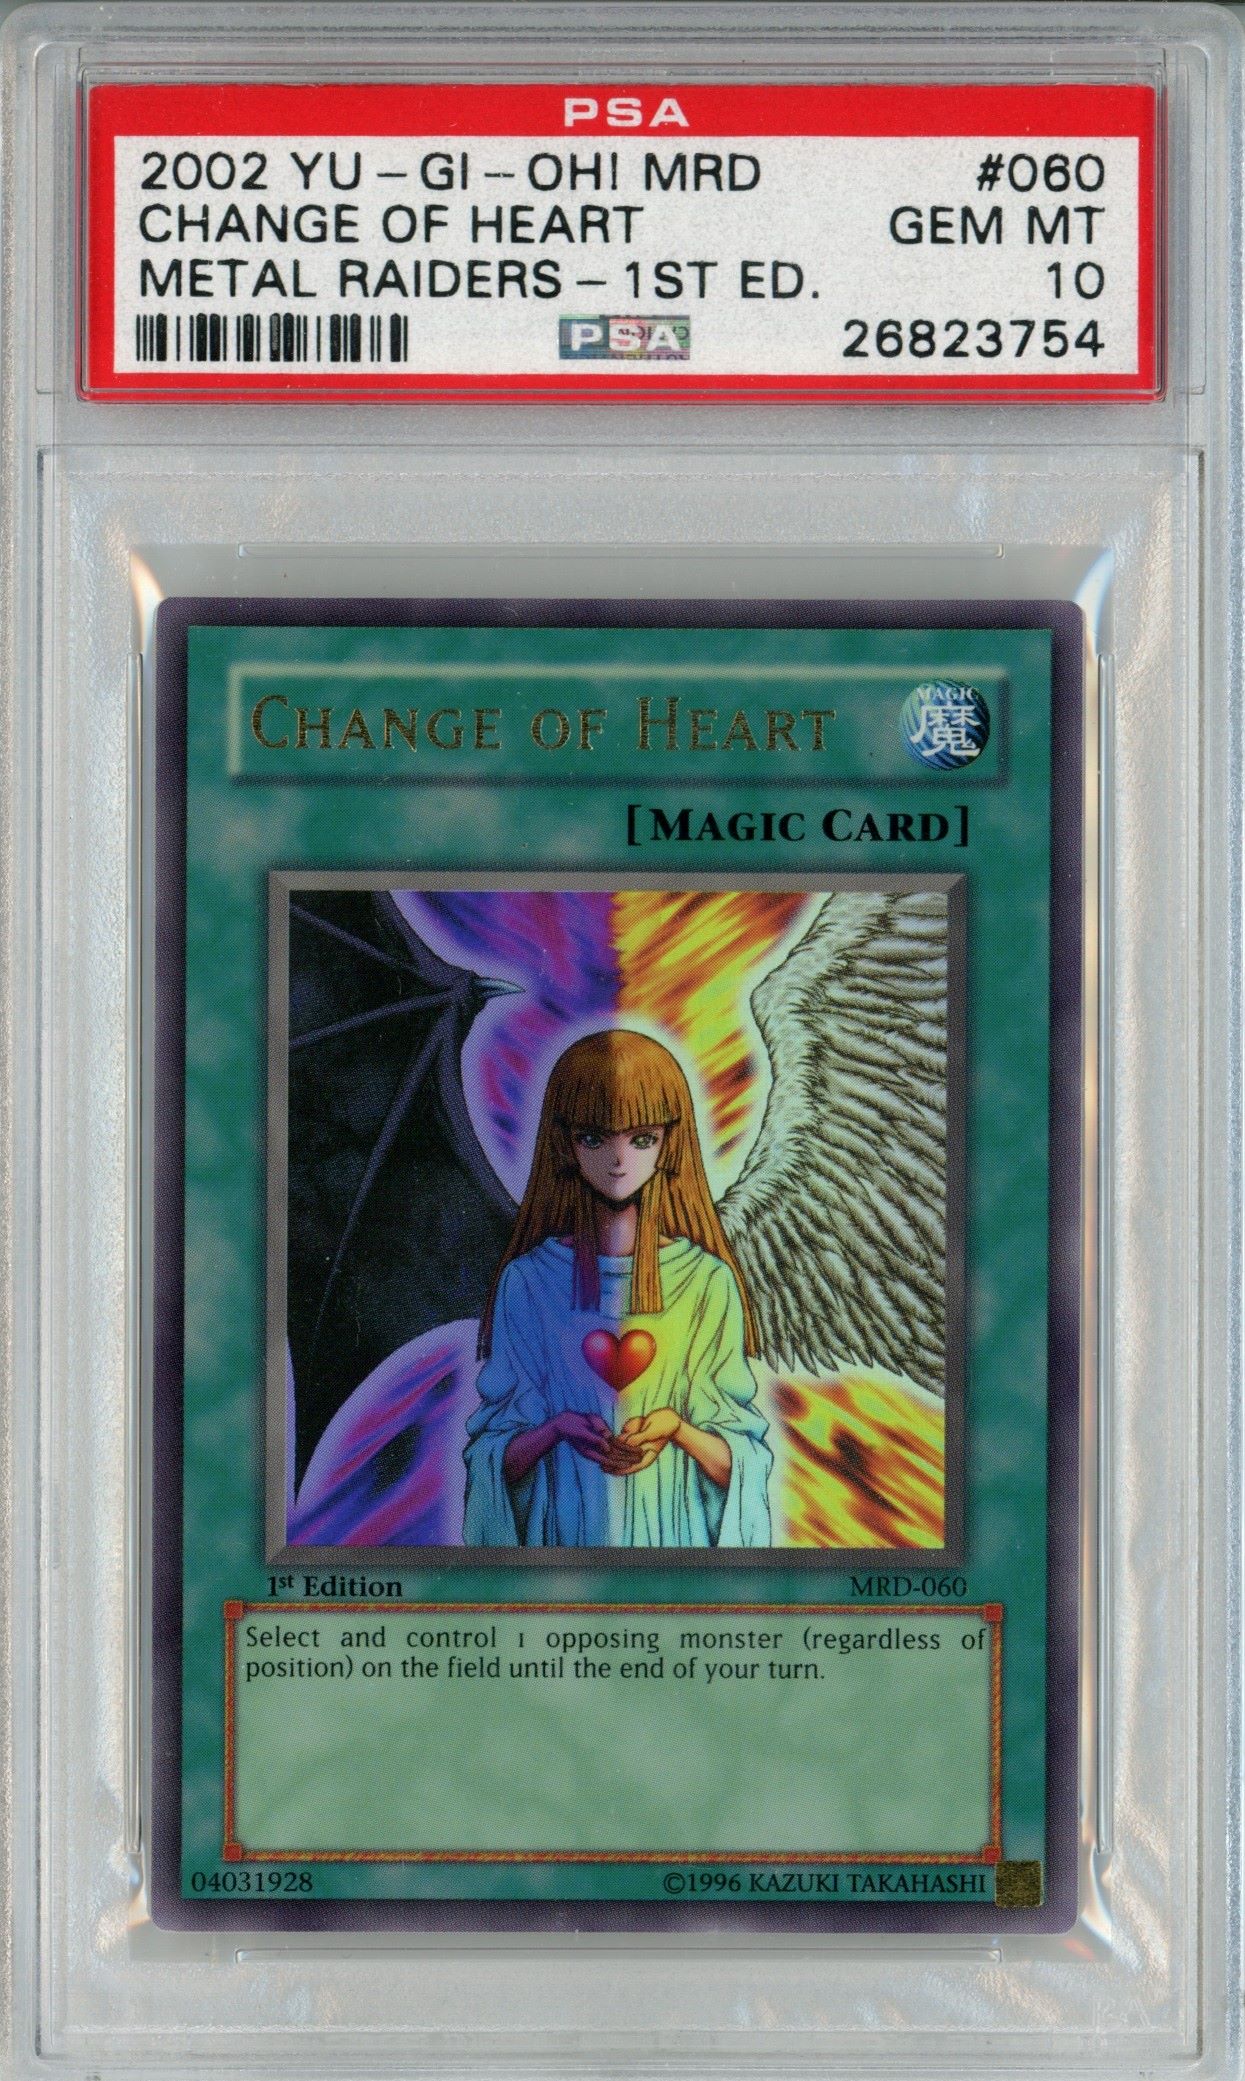 PSA
2002 YU-GI-OH! MRD #060
CHANGE OF HEART GEM MT
METAL RAIDERS-1ST ED. 10
PSA 26823754
CHANGE OF HEART
MAGIC
魔
[MAGIC CARD]
1st Edition MRD-060
Select and control 1 opposing monster (regardless of
position) on the field until the end of your turn.
04031928 ©1996 KAZUKI TAKAHASHI